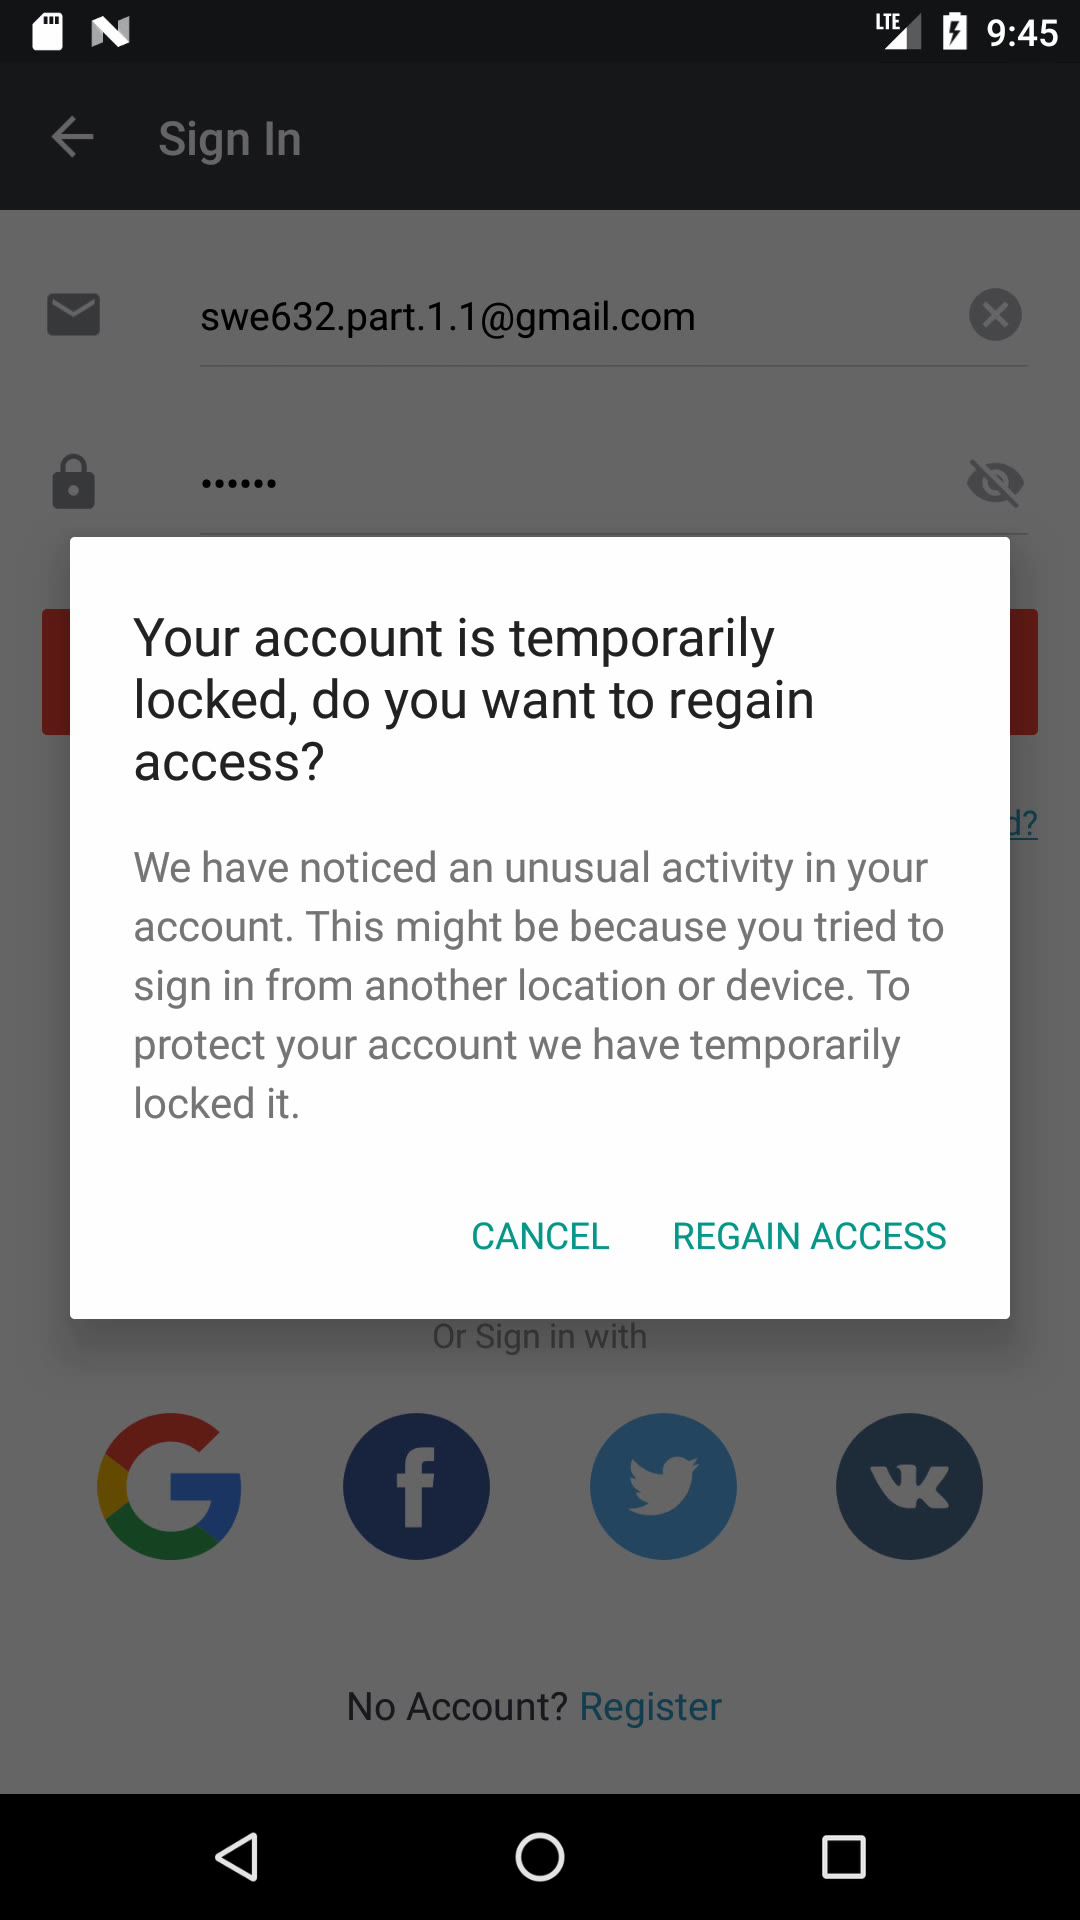 LTE 9:45
Sign In
swe632.part.1.1@gmail.com
••••••
Your account is temporarily
locked, do you want to regain
access?
d?
We have noticed an unusual activity in your
account. This might be because you tried to
sign in from another location or device. To
protect your account we have temporarily
locked it.
CANCEL REGAIN ACCESS
Or Sign in with
No Account? Register